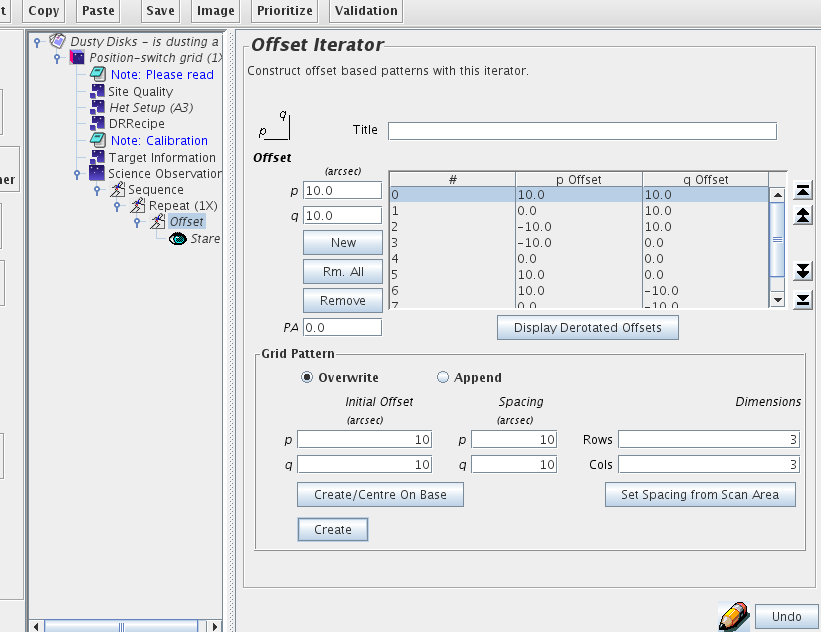 t Copy Paste Save Image Prioritize Validation
Dusty Disks - is dusting a
Position-switch grid (1X
Note: Please read
Site Quality
Het Setup (A3)
DRRecipe
Note: Calibration
Target Information
Science Observation
Sequence
Repeat (1X)
Offset
Stare
ner
Offset Iterator
Construct offset based patterns with this iterator.
q
p
Title
Offset
(arcsec)
p 10.0
q 10.0
New
Rm. All
Remove
PA 0.0
# p Offset q Offset
0 10.0 10.0
1 0.0 10.0
2 -10.0 10.0
3 -10.0 0.0
4 0.0 0.0
5 10.0 0.0
6 10.0 -10.0
7 0.0 -10.0
Display Derotated Offsets
Grid Pattern
Overwrite Append
Initial Offset Spacing Dimensions
(arcsec) (arcsec)
p 10 p 10 Rows 3
q 10 q 10 Cols 3
Create/Centre On Base Set Spacing from Scan Area
Create
Undo